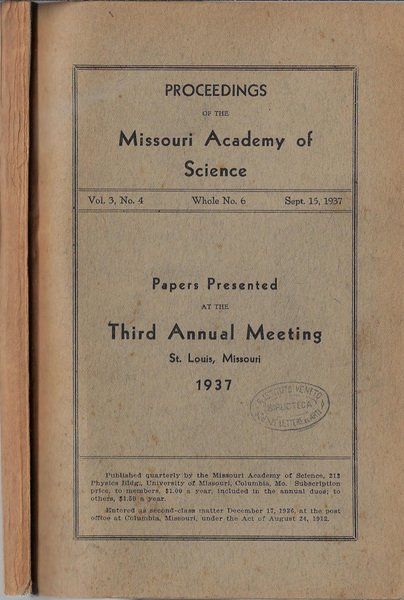 PROCEEDINGS
OF THE
Missouri Academy of
Science
Vol. 3, No. 4 Whole No. 6 Sept. 15, 1937
Papers Presented
AT THE
Third Annual Meeting
St. Louis, Missouri
1937
ISTITUTO VENETO
BIBLIOTECA
LETTERE
Published quarterly by the Missouri Academy of Science, 213
Physics Bldg., University of Missouri, Columbia, Mo. Subscription
price, to members, $1.00 a year, included in the annual dues; to
others, $1.50 a year.
Entered as second-class matter December 17, 1936, at the post
office at Columbia, Missouri, under the Act of August 24, 1912.